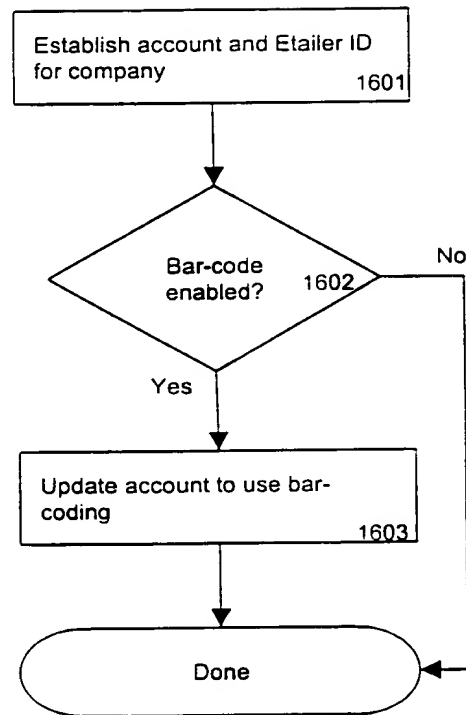 Establish account and Etailer ID
for company
1601
Bar-code
enabled?
1602
No
Yes
Update account to use bar-
coding
1603
Done